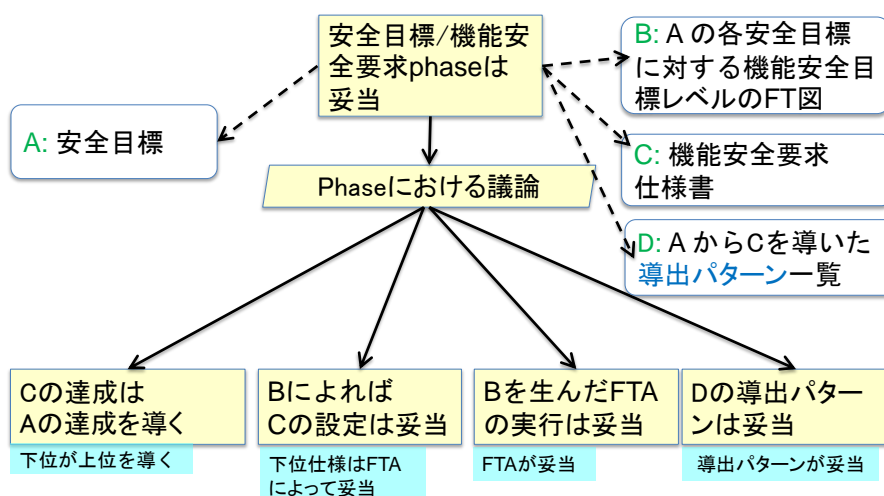 安全目標/機能安
全要求phaseは
妥当
B: A の各安全目標
に対する機能安全目
標レベルのFT図
A: 安全目標
C: 機能安全要求
仕様書
Phaseにおける議論
D: A からCを導いた
導出パターン一覧
Cの達成は
Aの達成を導く
下位が上位を導く
Bによれば
Cの設定は妥当
下位仕様はFTA
によって妥当
Bを生んだFTA
の実行は妥当
FTAが妥当
Dの導出パター
ンは妥当
導出パターンが妥当